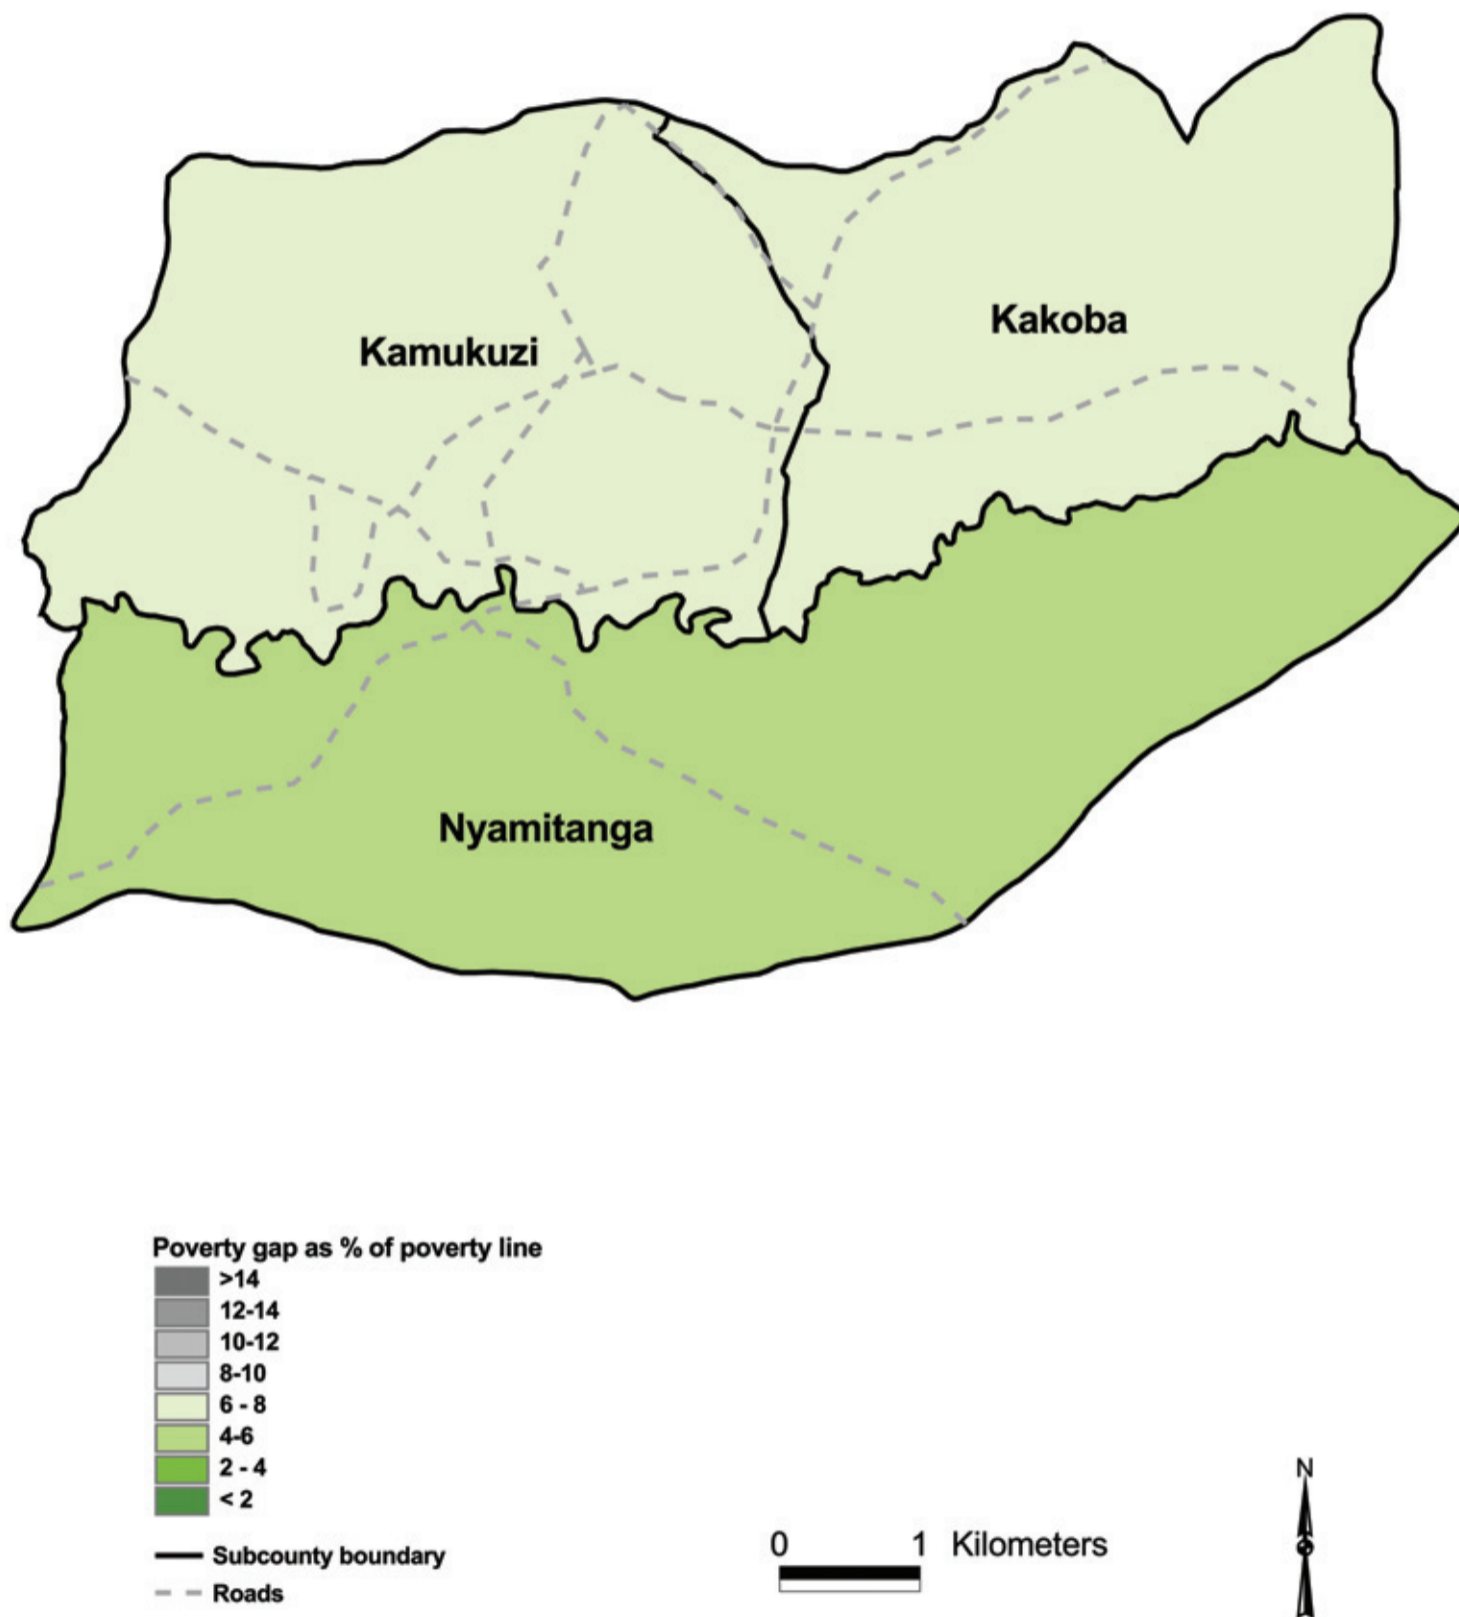 Kakoba
Kamukuzi
Nyamitanga
Poverty gap as % of poverty line
>14
12-14
10-12
8-10
6 - 8
4-6
2 - 4
< 2
Subcounty boundary
Roads
0 1 Kilometers
N